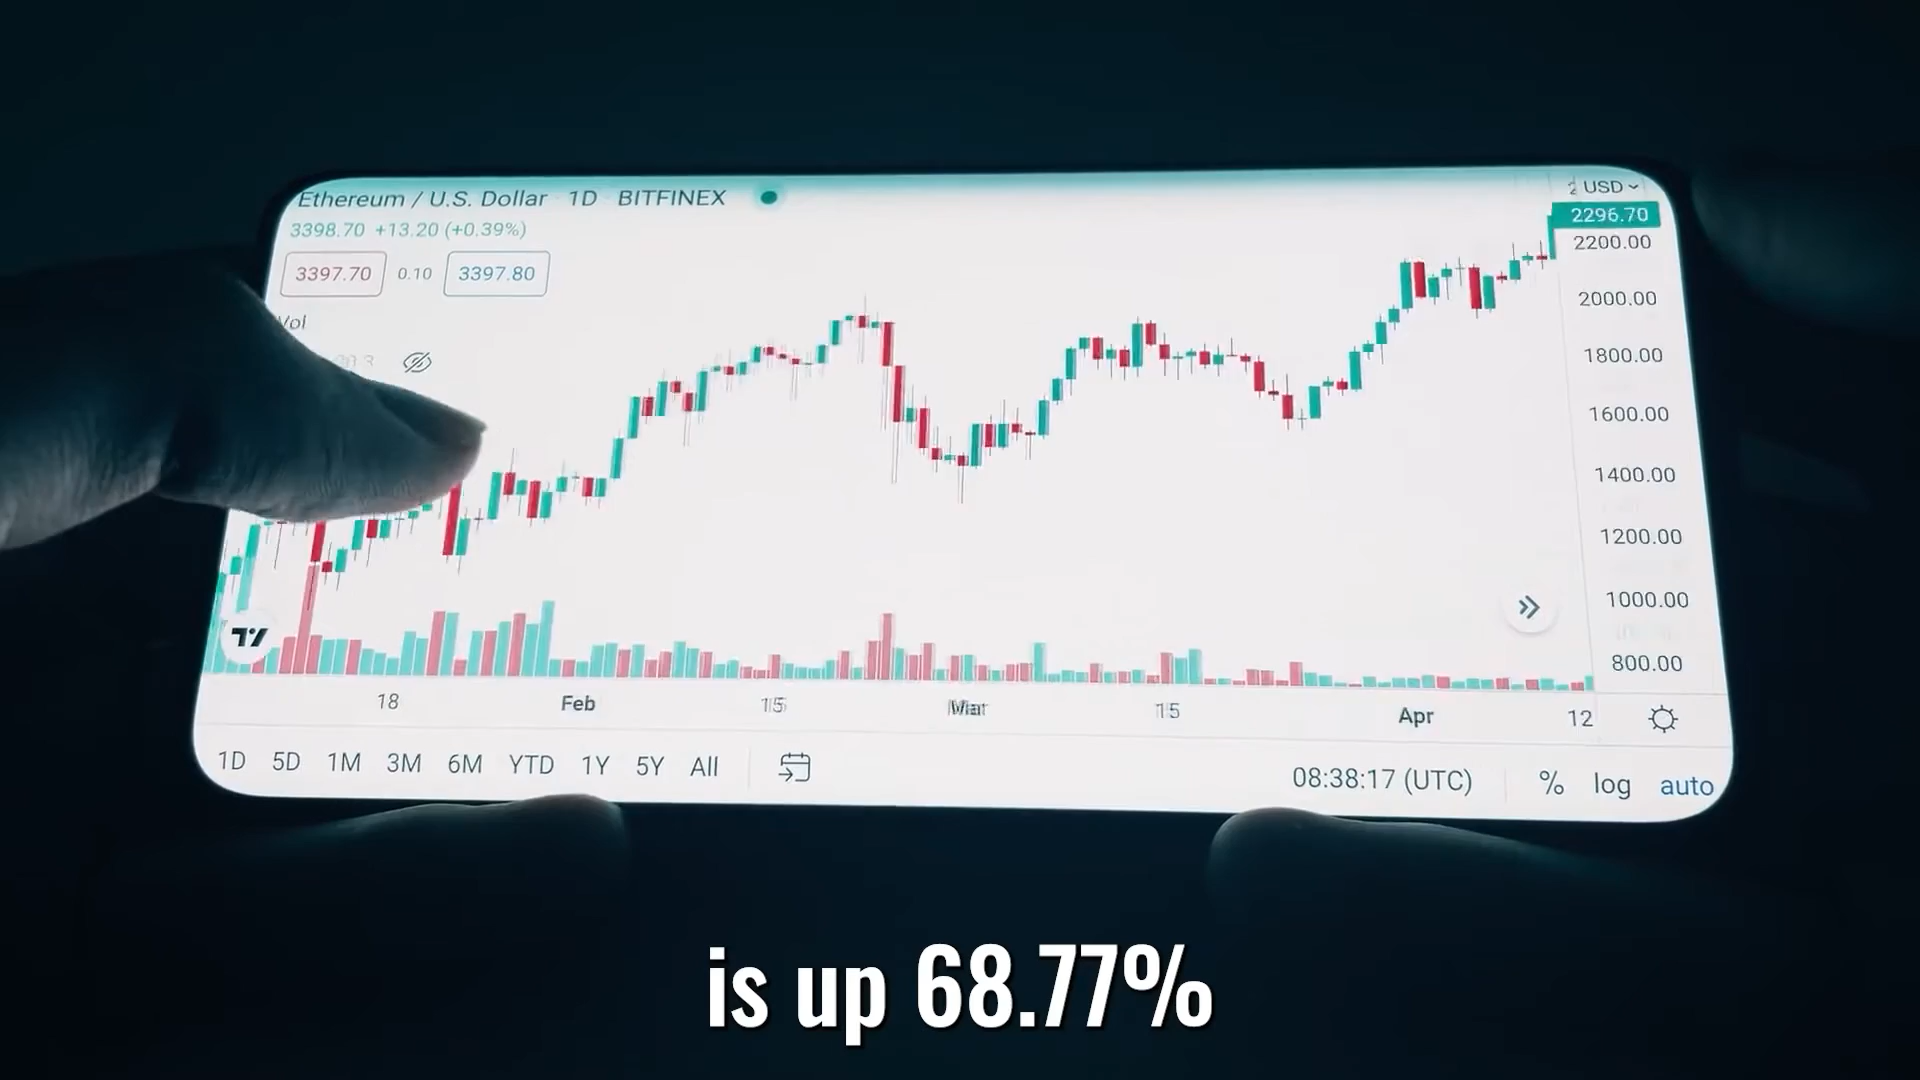 Ethereum / U.S. Dollar · 1D · BITFINEX
USD
3398.70 +13.20 (+0.39%)
2296.70
3397.70 0.10 3397.80
2200.00
2000.00
Vol
1800.00
1600.00
1400.00
1200.00
1000.00
800.00
18 Feb 15 Mar 15 Apr 12
1D 5D 1M 3M 6M YTD 1Y 5Y All
08:38:17 (UTC) % log auto
is up 68.77%